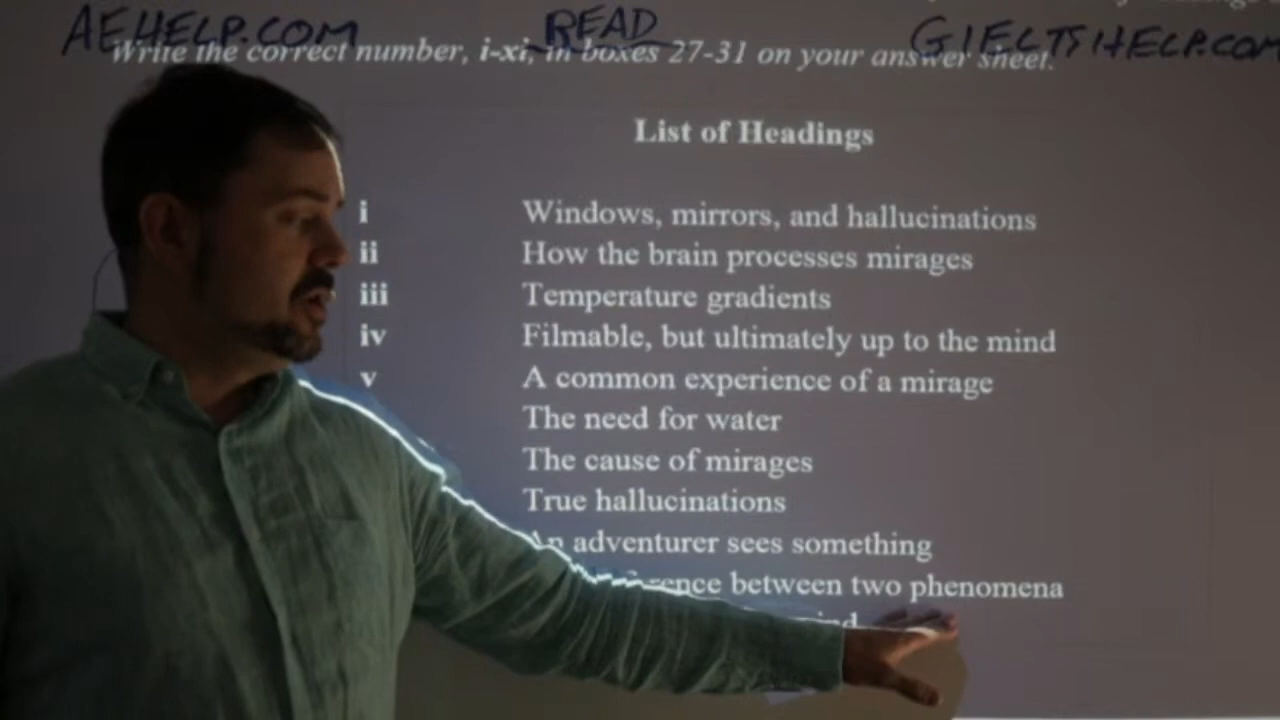 AEHELP.COM READ GIELTSHELP.COM
Write the correct number, i-xi, in boxes 27-31 on your answer sheet.
List of Headings
i Windows, mirrors, and hallucinations
ii How the brain processes mirages
iii Temperature gradients
iv Filmable, but ultimately up to the mind
v A common experience of a mirage
The need for water
The cause of mirages
True hallucinations
An adventurer sees something
between two phenomena